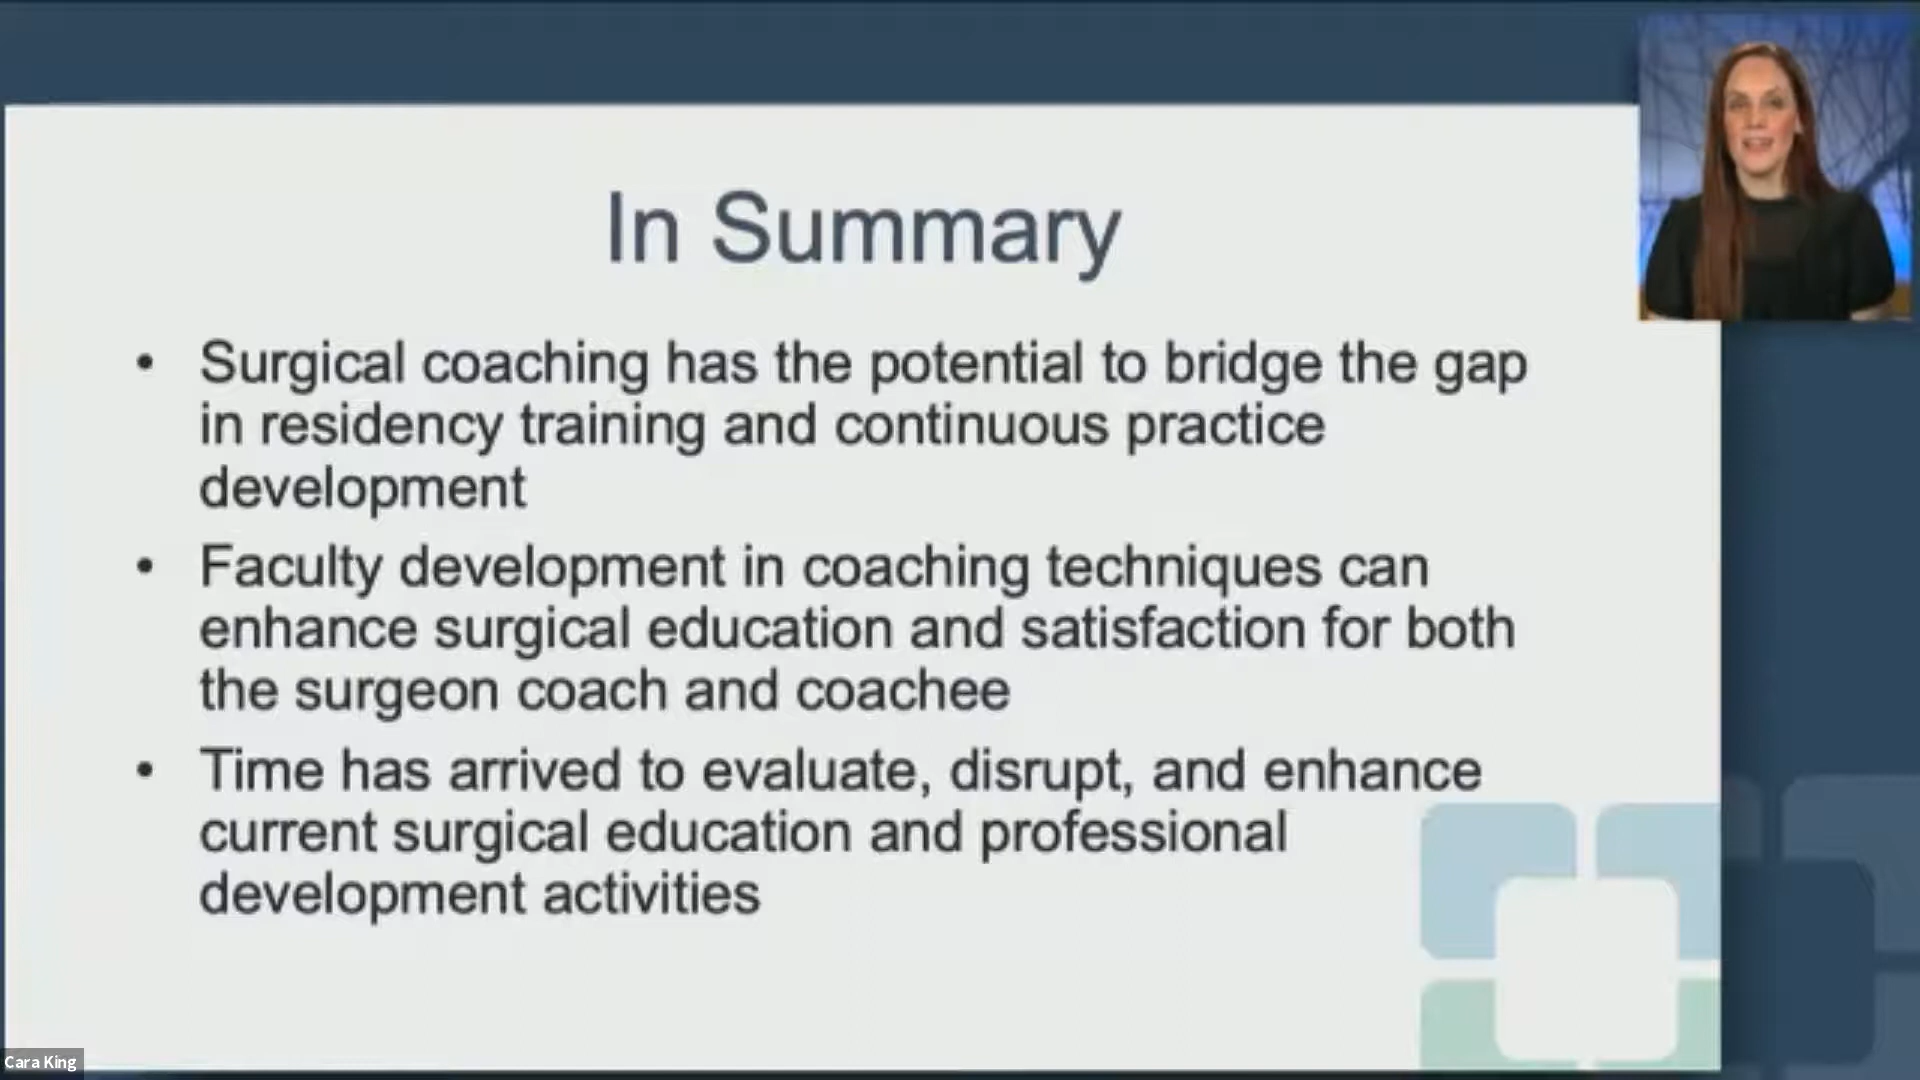 In Summary
• Surgical coaching has the potential to bridge the gap
in residency training and continuous practice
development
• Faculty development in coaching techniques can
enhance surgical education and satisfaction for both
the surgeon coach and coachee
• Time has arrived to evaluate, disrupt, and enhance
current surgical education and professional
development activities
Cara King